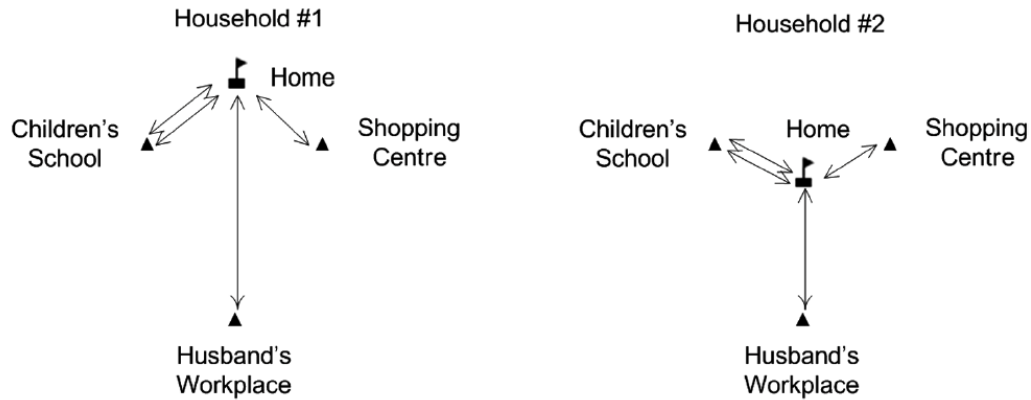 Household #1
Home
Children's
School
Shopping
Centre
Husband's
Workplace
Household #2
Children's
School
Home
Shopping
Centre
Husband's
Workplace